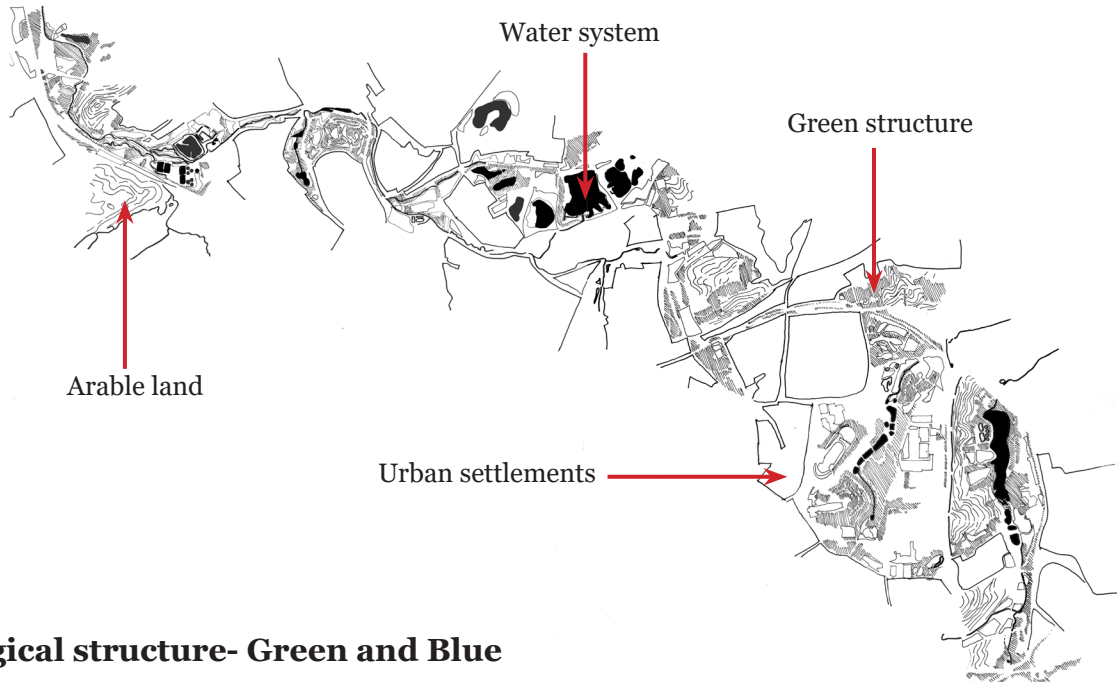 Water system
Green structure
Arable land
Urban settlements
gical structure- Green and Blue